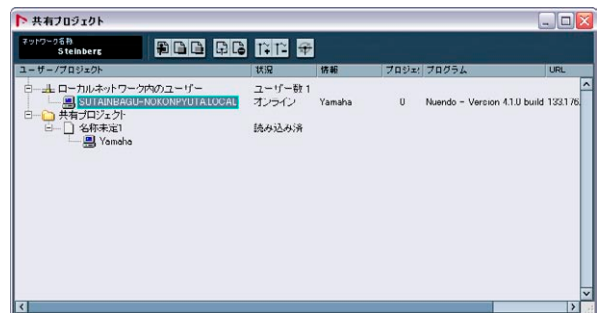 共有プロジェクト
ネットワーク名称
Steinberg
ユーザー/プロジェクト 状況 情報 プロジェ: プログラム URL
ローカルネットワーク内のユーザー ユーザー数 1
SUTAINBAGU-NOKONPYUTA.LOCAL オンライン Yamaha 0 Nuendo - Version 4.1.0 build 133.1 76.
共有プロジェクト
名称未定1 読み込み済
Yamaha